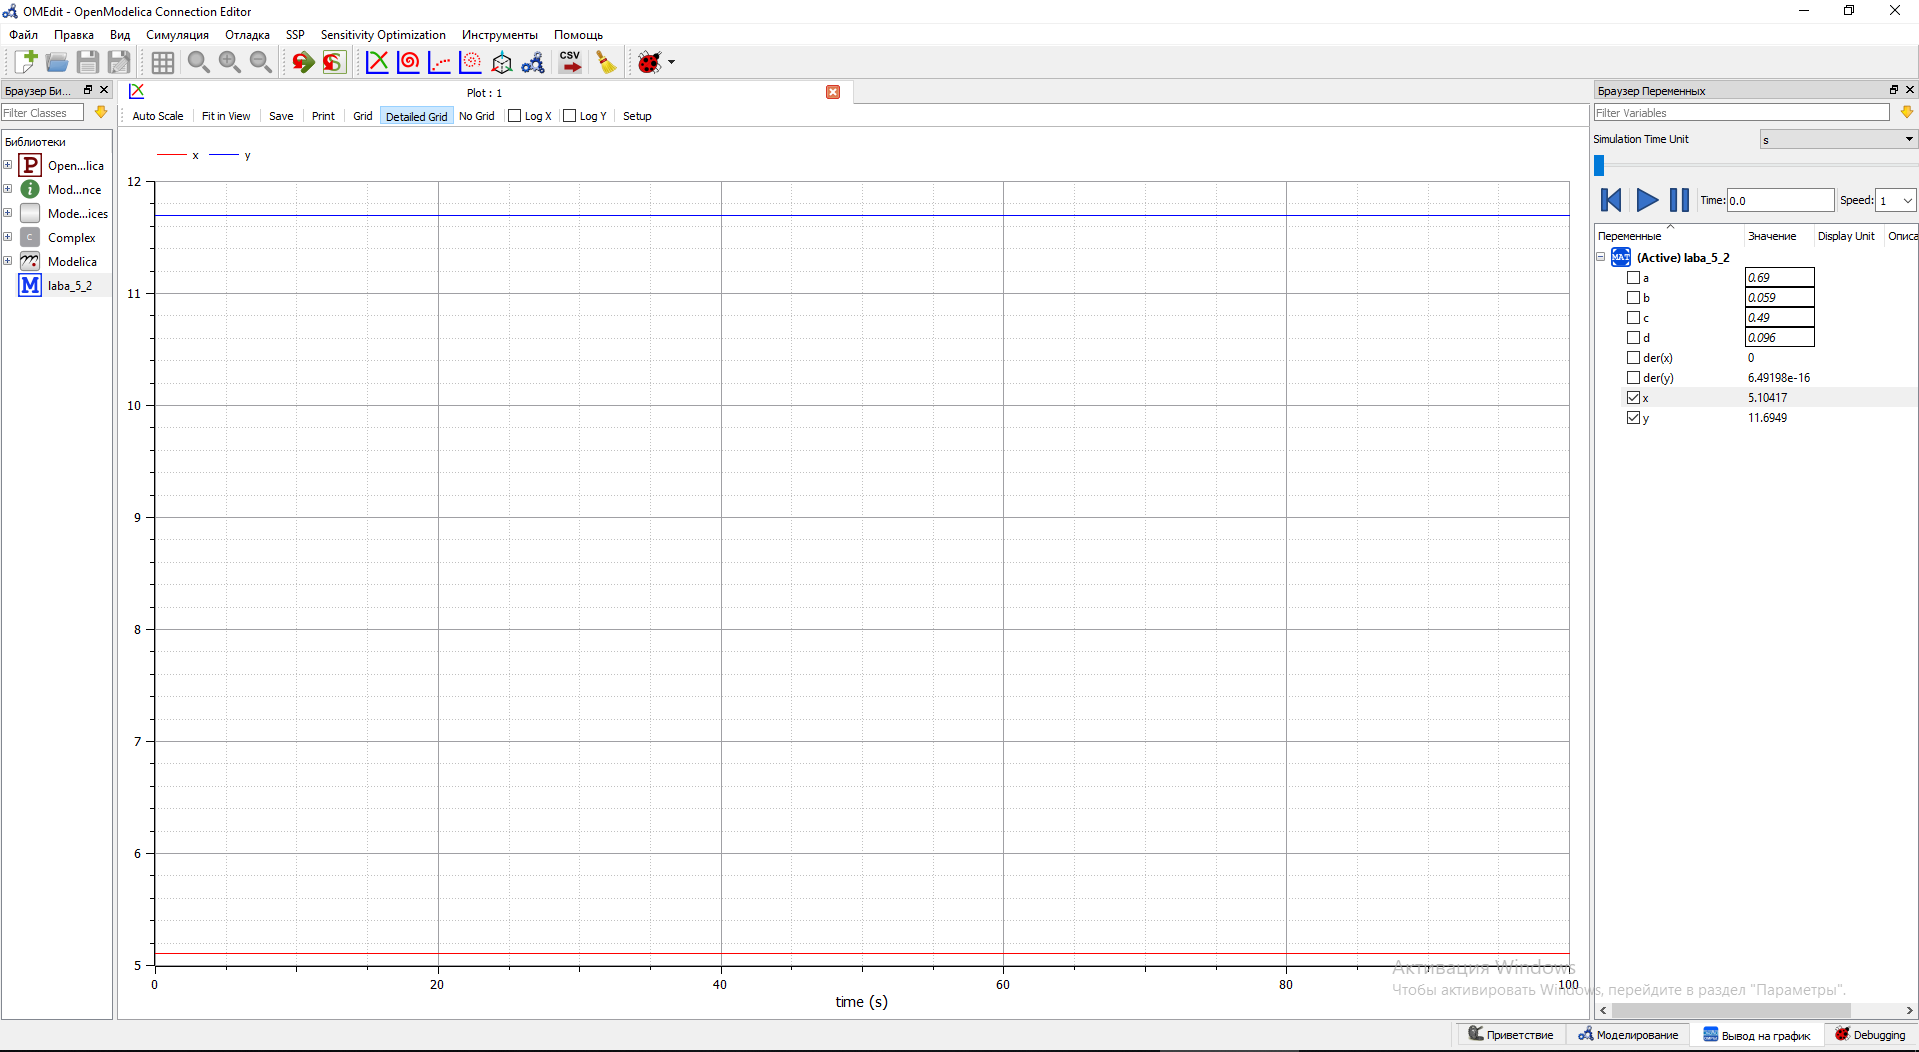 OMEdit - OpenModelica Connection Editor
Файл Правка Вид Симуляция Отладка SSP Sensitivity Optimization Инструменты Помощь
CSV
Браузер Би...
Filter Classes
Библиотеки
P Open...lica
i Mod...nce
Mode...ices
C Complex
Modelica
M laba_5_2
Plot : 1
Auto Scale Fit in View Save Print Grid Detailed Grid No Grid Log X Log Y Setup
x y
12
11
10
9
8
7
6
5
0 20 40 60 80 100
time (s)
Браузер Переменных
Filter Variables
Simulation Time Unit s
Time: 0.0 Speed: 1
Переменные Значение Display Unit Описа
MAT (Active) laba_5_2
a 0.69
b 0.059
c 0.49
d 0.096
der(x) 0
der(y) 6.49198e-16
x 5.10417
y 11.6949
Активация Windows
Чтобы активировать Windows, перейдите в раздел "Параметры".
Приветствие Моделирование Вывод на график Debugging